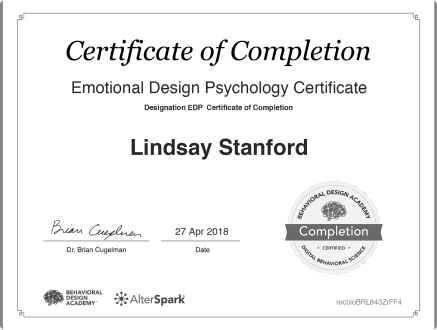 Certificate of Completion
Emotional Design Psychology Certificate
Designation EDP Certificate of Completion
Lindsay Stanford
Brian Cugelman
27 Apr 2018
Dr. Brian Cugelman
Date
BEHAVIORAL DESIGN ACADEMY
Completion
• CERTIFIED •
DIGITAL BEHAVIORAL SCIENCE
BEHAVIORAL
DESIGN
ACADEMY
AlterSpark
recbioBRL843ZrFF4